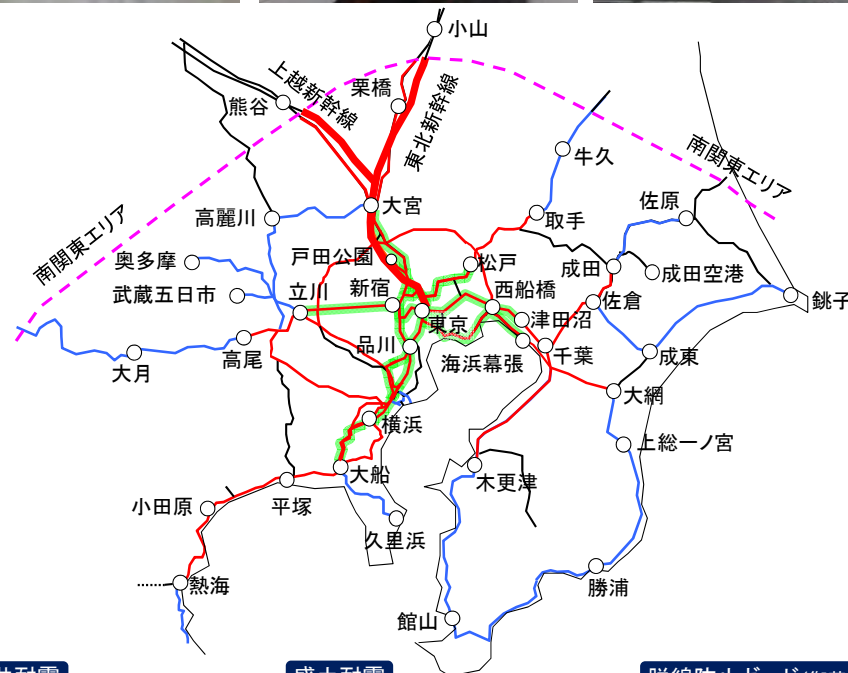 小山
上越新幹線
栗橋
熊谷
東北新幹線
南関東エリア
牛久
大宮
佐原
高麗川
取手
南関東エリア
戸田公園
松戸
成田
奥多摩
成田空港
新宿
西船橋
武蔵五日市
立川
佐倉
銚子
東京
津田沼
品川
海浜幕張
千葉
高尾
成東
大月
大網
横浜
上総一ノ宮
大船
木更津
小田原
平塚
久里浜
熱海
勝浦
館山
盛土耐震